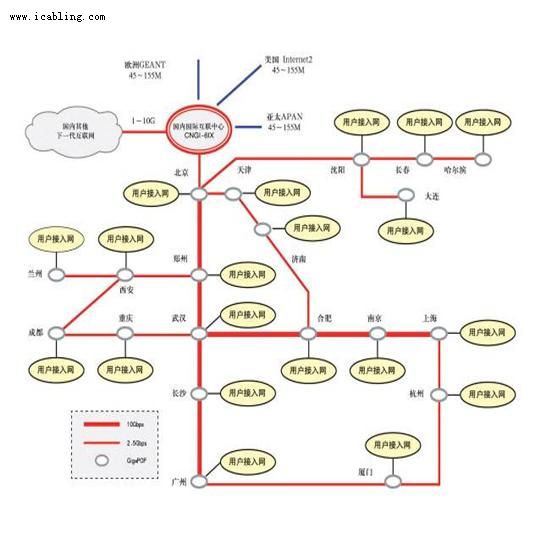 www.icabling.com
欧洲GEANT
45～155M
美国 Internet2
45～155M
国内其他
下一代互联网
1～10G
国内国际互联中心
CNGI-6IX
亚太APAN
45～155M
用户接入网
用户接入网
用户接入网
北京
天津
沈阳
长春
哈尔滨
用户接入网
用户接入网
大连
用户接入网
用户接入网
用户接入网
用户接入网
济南
郑州
兰州
用户接入网
西安
用户接入网
成都
重庆
武汉
合肥
南京
上海
用户接入网
用户接入网
用户接入网
用户接入网
用户接入网
长沙
用户接入网
杭州
用户接入网
10Gbps
2.5Gbps
GigaPOP
用户接入网
用户接入网
广州
厦门